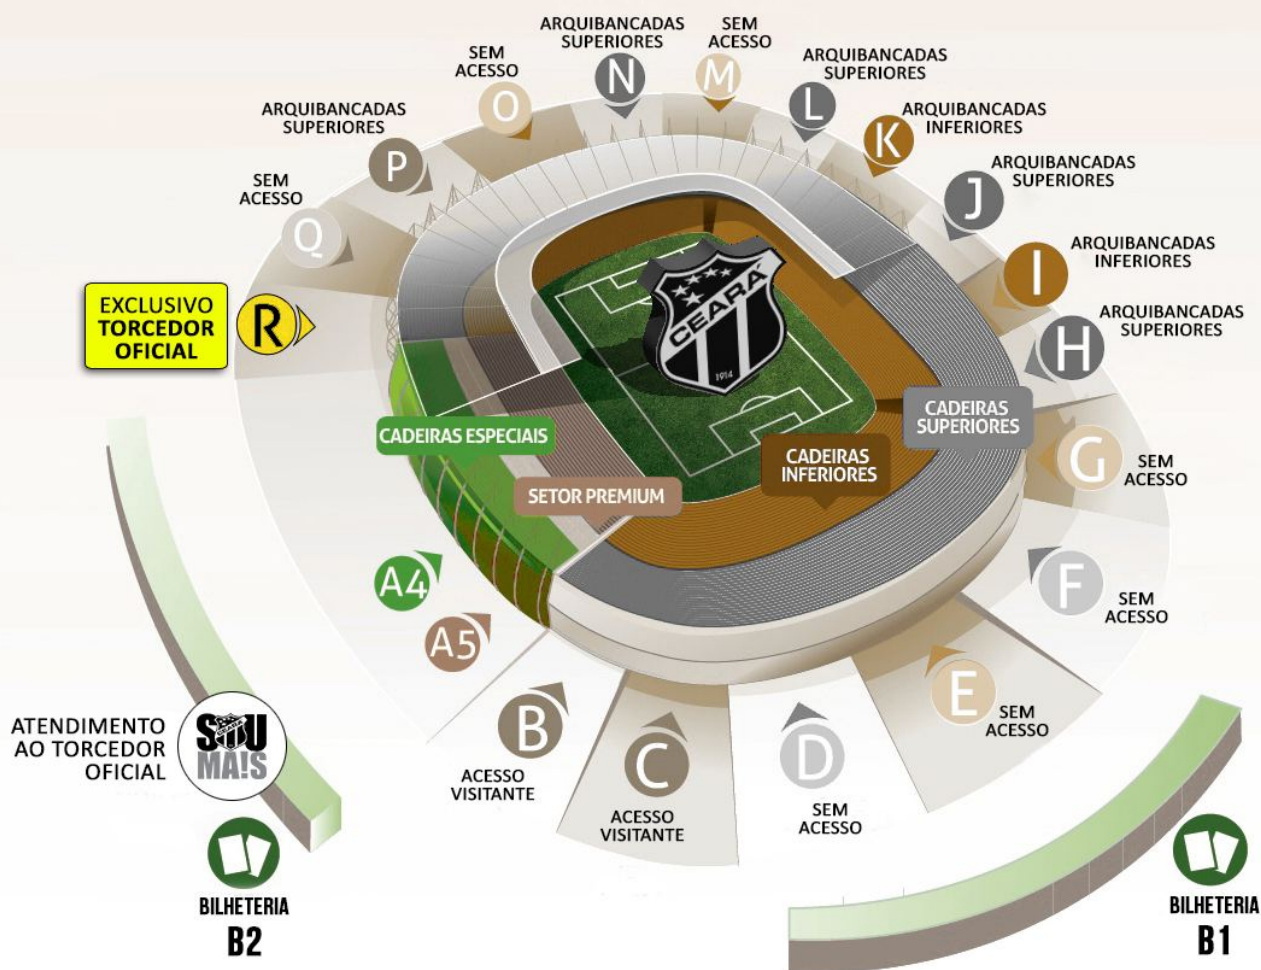 ARQUIBANCADAS
SUPERIORES
N
SEM
ACESSO
M
SEM
ACESSO
O
ARQUIBANCADAS
SUPERIORES
L
ARQUIBANCADAS
SUPERIORES
P
ARQUIBANCADAS
INFERIORES
K
SEM
ACESSO
Q
ARQUIBANCADAS
SUPERIORES
J
ARQUIBANCADAS
INFERIORES
I
EXCLUSIVO
TORCEDOR
OFICIAL
R
CEARÁ
1914
ARQUIBANCADAS
SUPERIORES
H
CADEIRAS ESPECIAIS
SETOR PREMIUM
CADEIRAS
INFERIORES
CADEIRAS
SUPERIORES
G
SEM
ACESSO
A4
A5
F
SEM
ACESSO
E
SEM
ACESSO
B
ACESSO
VISITANTE
C
ACESSO
VISITANTE
D
SEM
ACESSO
ATENDIMENTO
AO TORCEDOR
OFICIAL
SOU
MA!S
BILHETERIA
B2
BILHETERIA
B1